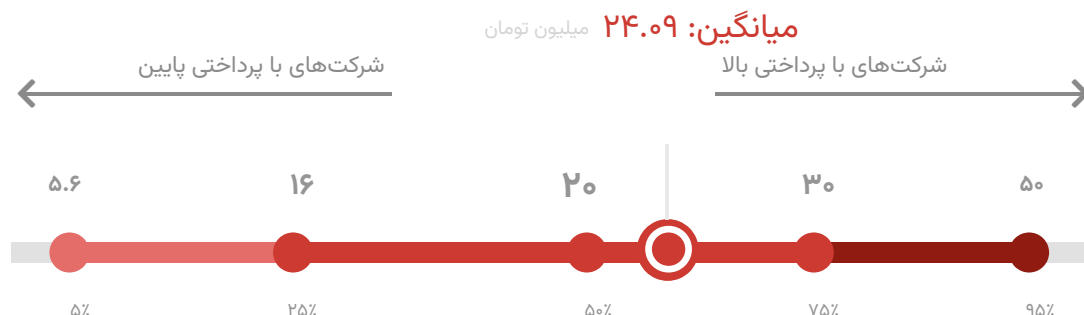 میانگین: ۲۴.۰۹ میلیون تومان
شرکت‌های با پرداختی بالا
شرکت‌های با پرداختی پایین
۵.۶ ۱۶ ۲۰ ۳۰ ۵۰
۵٪ ۲۵٪ ۵۰٪ ۷۵٪ ۹۵٪